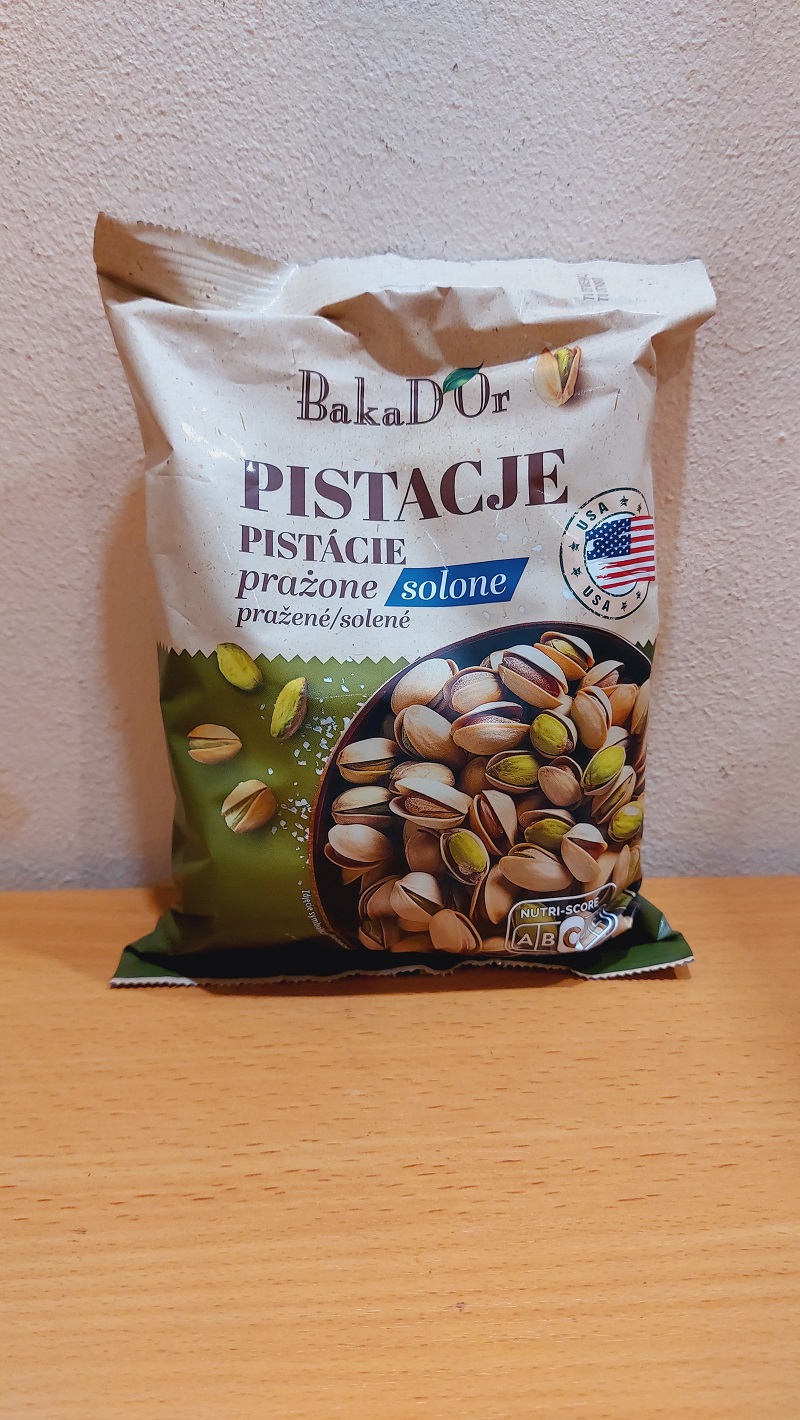 BakaD'Or
PISTACJE
PISTÁCIE
prażone solone
pražené/solené
USA
USA
NUTRI-SCORE
A B C